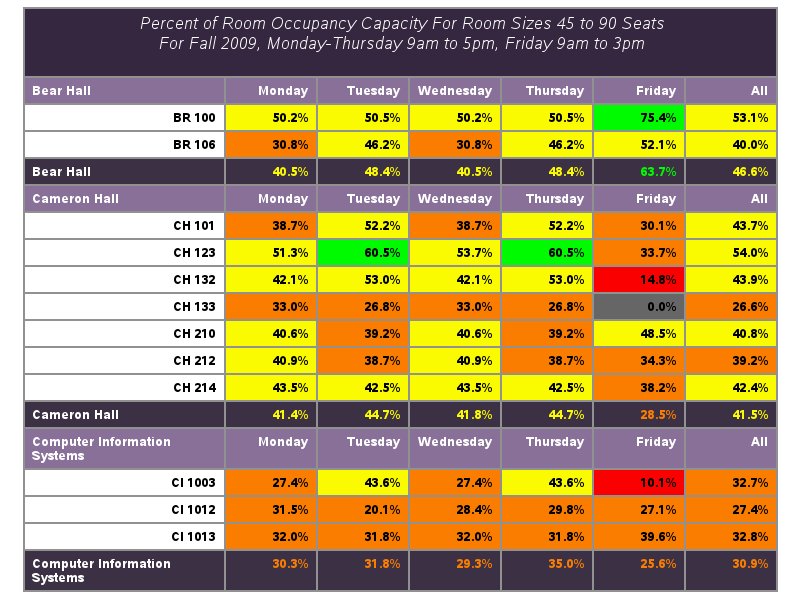 Percent of Room Occupancy Capacity For Room Sizes 45 to 90 Seats
For Fall 2009, Monday-Thursday 9am to 5pm, Friday 9am to 3pm
Bear Hall Monday Tuesday Wednesday Thursday Friday All
BR 100 50.2% 50.5% 50.2% 50.5% 75.4% 53.1%
BR 106 30.8% 46.2% 30.8% 46.2% 52.1% 40.0%
Bear Hall 40.5% 48.4% 40.5% 48.4% 63.7% 46.6%
Cameron Hall Monday Tuesday Wednesday Thursday Friday All
CH 101 38.7% 52.2% 38.7% 52.2% 30.1% 43.7%
CH 123 51.3% 60.5% 53.7% 60.5% 33.7% 54.0%
CH 132 42.1% 53.0% 42.1% 53.0% 14.8% 43.9%
CH 133 33.0% 26.8% 33.0% 26.8% 0.0% 26.6%
CH 210 40.6% 39.2% 40.6% 39.2% 48.5% 40.8%
CH 212 40.9% 38.7% 40.9% 38.7% 34.3% 39.2%
CH 214 43.5% 42.5% 43.5% 42.5% 38.2% 42.4%
Cameron Hall 41.4% 44.7% 41.8% 44.7% 28.5% 41.5%
Computer Information Monday Tuesday Wednesday Thursday Friday All
Systems
CI 1003 27.4% 43.6% 27.4% 43.6% 10.1% 32.7%
CI 1012 31.5% 20.1% 28.4% 29.8% 27.1% 27.4%
CI 1013 32.0% 31.8% 32.0% 31.8% 39.6% 32.8%
Computer Information 30.3% 31.8% 29.3% 35.0% 25.6% 30.9%
Systems